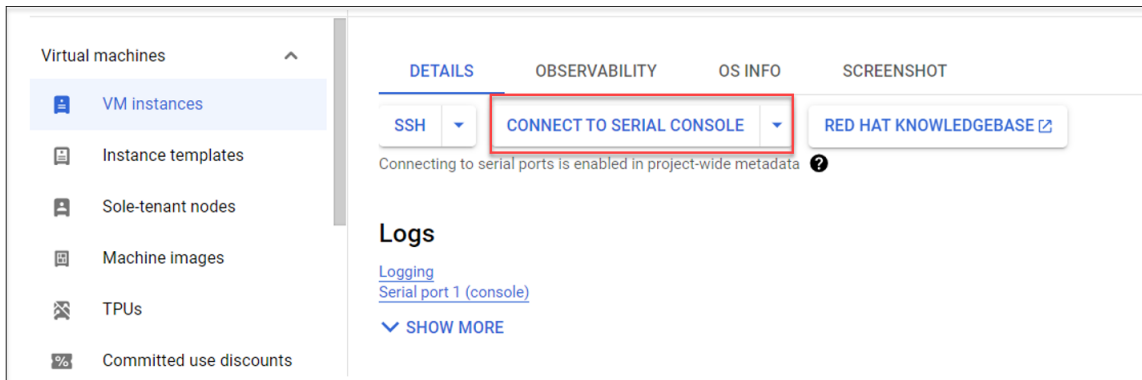 Virtual machines
VM instances
Instance templates
Sole-tenant nodes
Machine images
TPUs
Committed use discounts
DETAILS OBSERVABILITY OS INFO SCREENSHOT
SSH CONNECT TO SERIAL CONSOLE RED HAT KNOWLEDGEBASE
Connecting to serial ports is enabled in project-wide metadata ?
Logs
Logging
Serial port 1 (console)
SHOW MORE